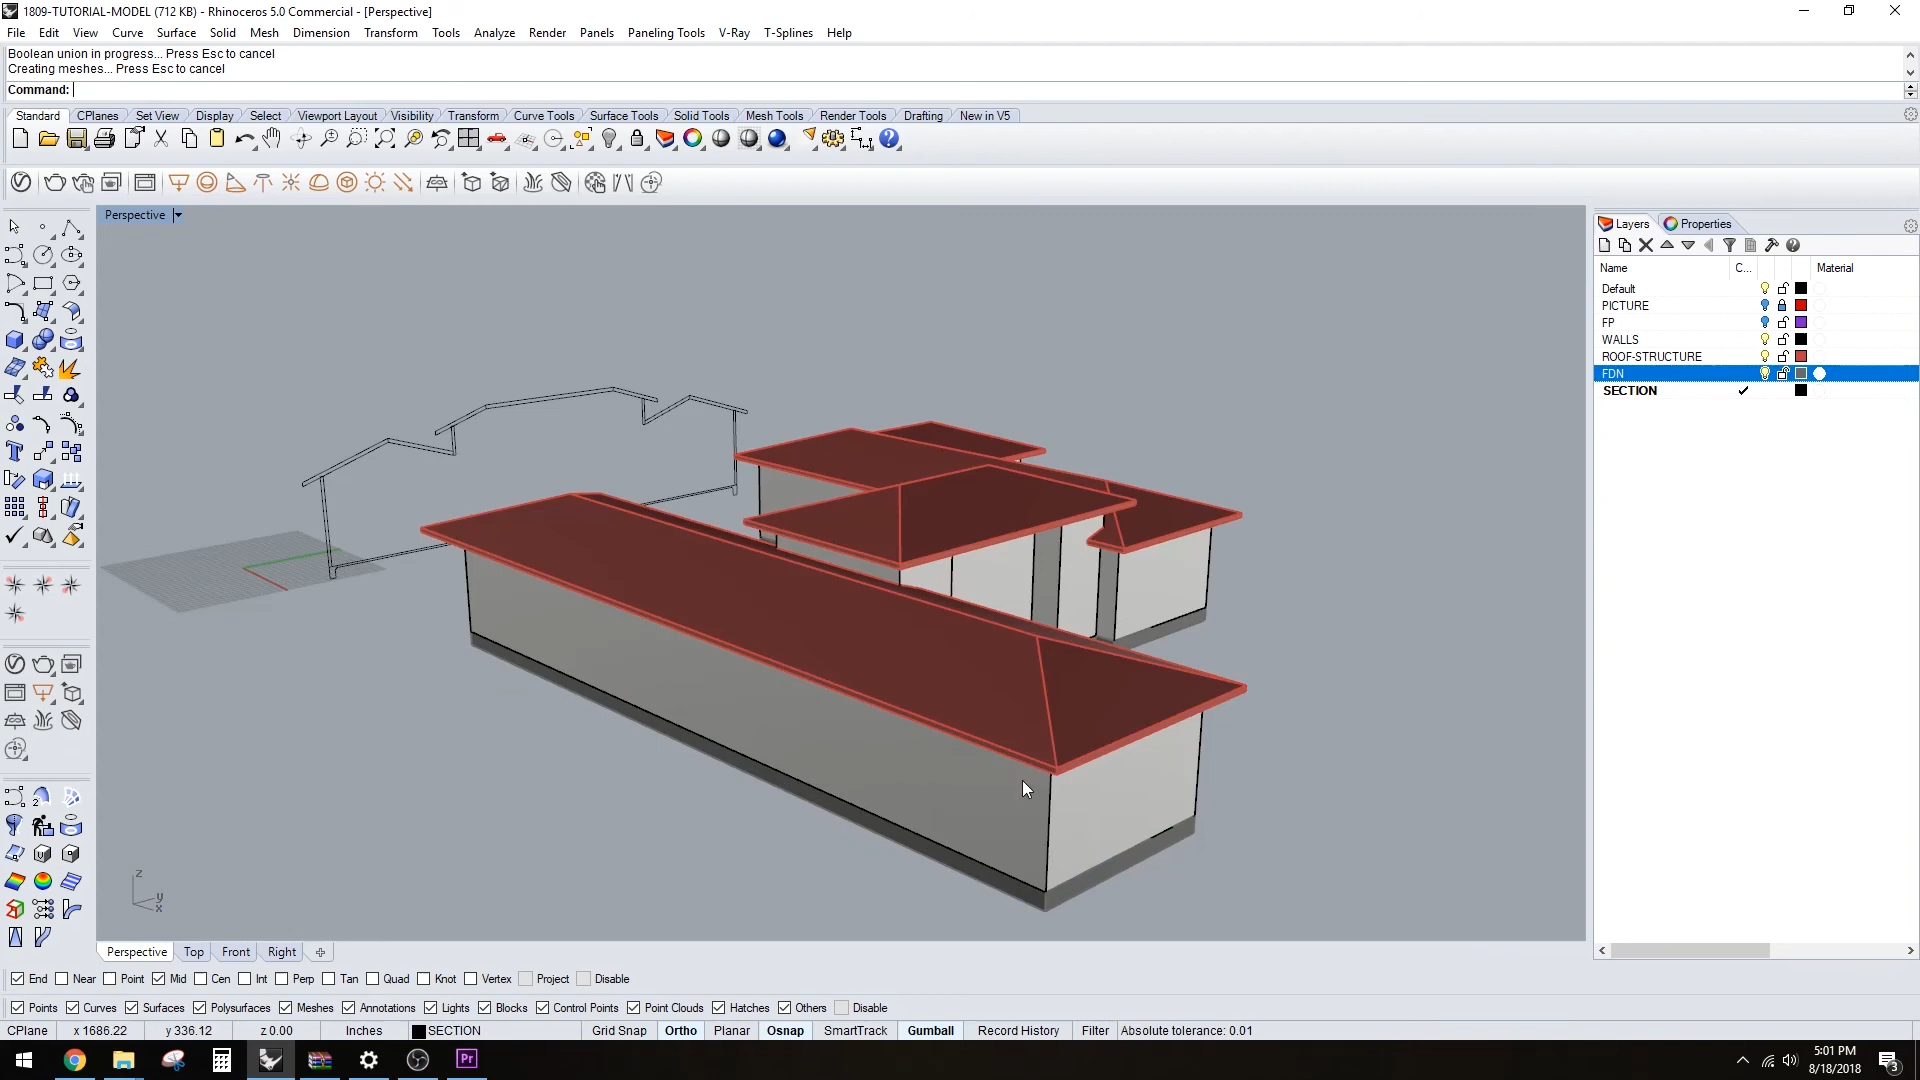 1809-TUTORIAL-MODEL (712 KB) - Rhinoceros 5.0 Commercial - [Perspective]
File Edit View Curve Surface Solid Mesh Dimension Transform Tools Analyze Render Panels Paneling Tools V-Ray T-Splines Help
Boolean union in progress... Press Esc to cancel
Creating meshes... Press Esc to cancel
Command:
Standard CPlanes Set View Display Select Viewport Layout Visibility Transform Curve Tools Surface Tools Solid Tools Mesh Tools Render Tools Drafting New in V5
Perspective
Layers Properties
Name C... Material
Default
PICTURE
FP
WALLS
ROOF-STRUCTURE
FDN
SECTION
z
y
x
Perspective Top Front Right
End Near Point Mid Cen Int Perp Tan Quad Knot Vertex Project Disable
Points Curves Surfaces Polysurfaces Meshes Annotations Lights Blocks Control Points Point Clouds Hatches Others Disable
CPlane x 1686.22 y 336.12 z 0.00 Inches SECTION Grid Snap Ortho Planar Osnap SmartTrack Gumball Record History Filter Absolute tolerance: 0.01
Pr
5:01 PM
8/18/2018
3